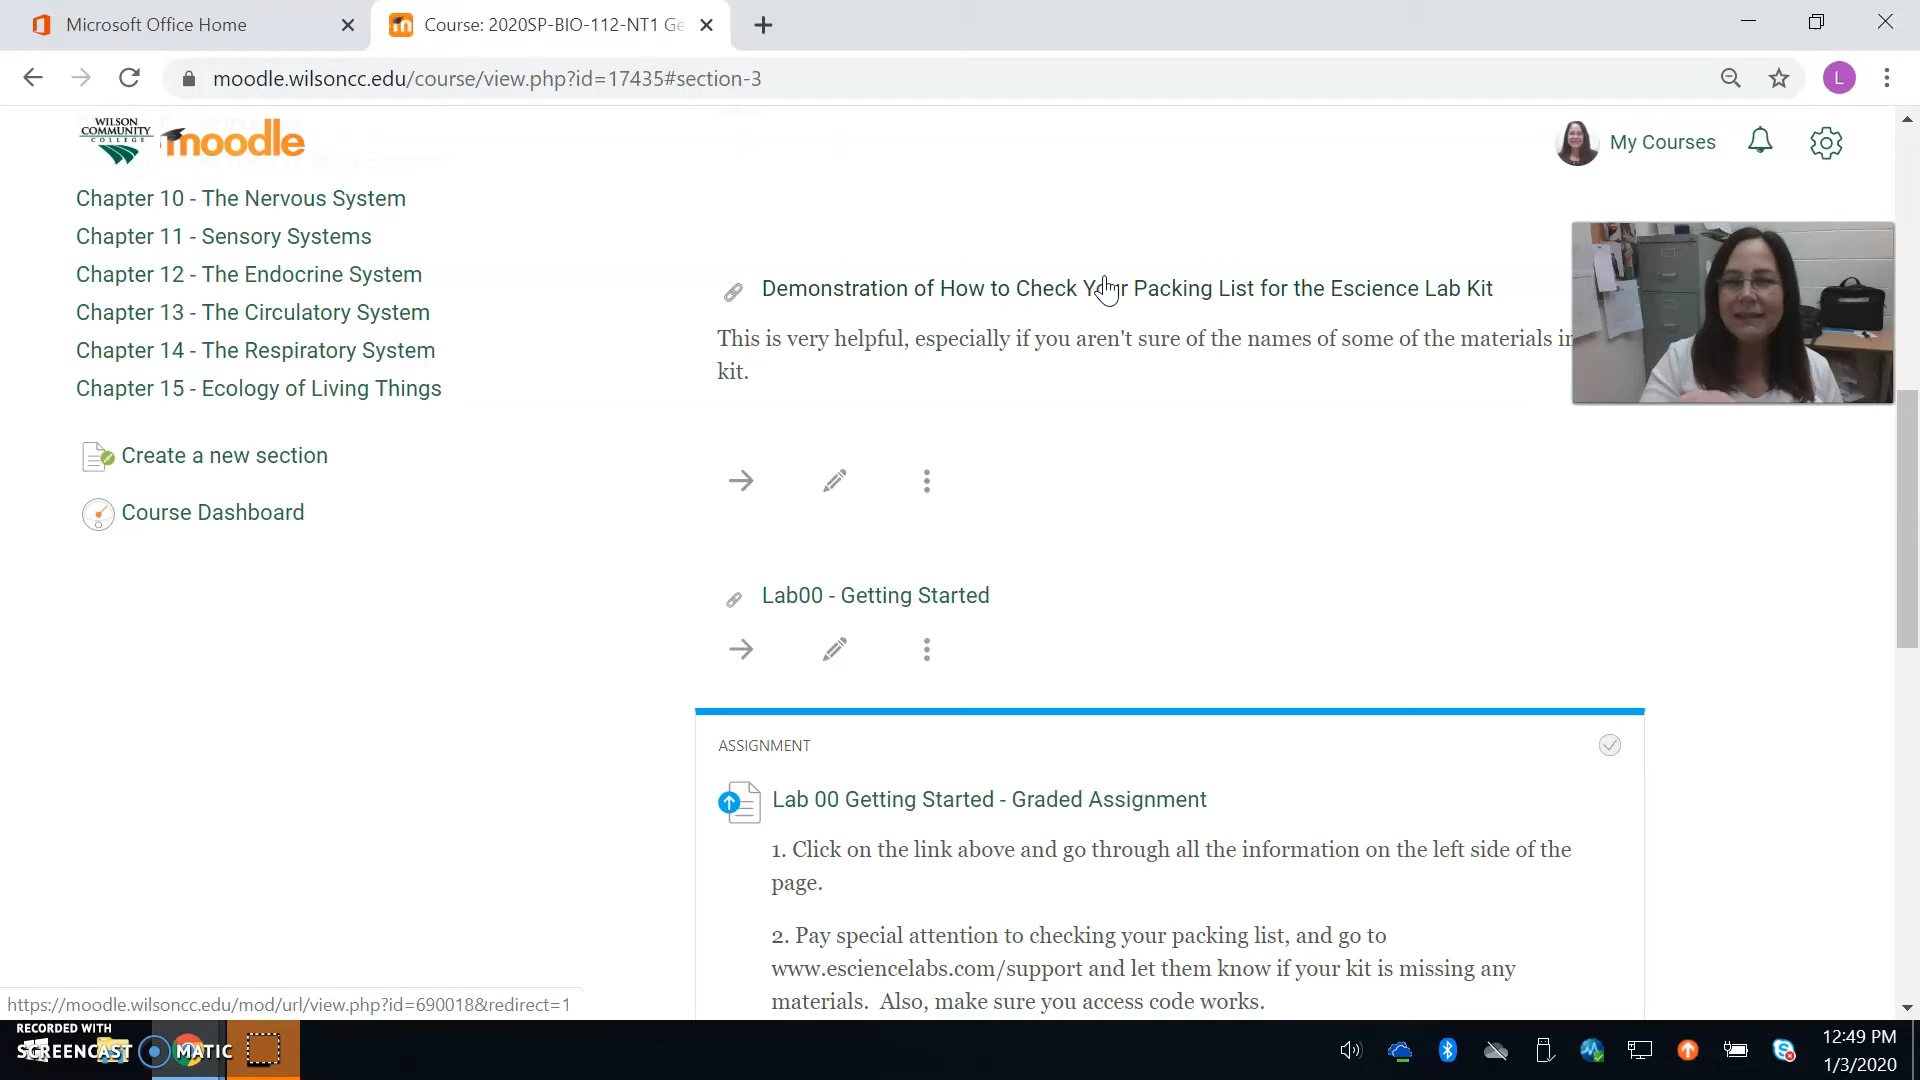 Microsoft Office Home
Course: 2020SP-BIO-112-NT1 Ge
moodle.wilsoncc.edu/course/view.php?id=17435#section-3
L
WILSON
COMMUNITY
COLLEGE
moodle
My Courses
Chapter 10 - The Nervous System
Chapter 11 - Sensory Systems
Chapter 12 - The Endocrine System
Chapter 13 - The Circulatory System
Chapter 14 - The Respiratory System
Chapter 15 - Ecology of Living Things
Create a new section
Course Dashboard
Demonstration of How to Check Your Packing List for the Escience Lab Kit
This is very helpful, especially if you aren't sure of the names of some of the materials in
kit.
Lab00 - Getting Started
ASSIGNMENT
Lab 00 Getting Started - Graded Assignment
1. Click on the link above and go through all the information on the left side of the
page.
2. Pay special attention to checking your packing list, and go to
www.esciencelabs.com/support and let them know if your kit is missing any
materials. Also, make sure you access code works.
https://moodle.wilsoncc.edu/mod/url/view.php?id=690018&redirect=1
RECORDED WITH
SCREENCAST MATIC
12:49 PM
1/3/2020